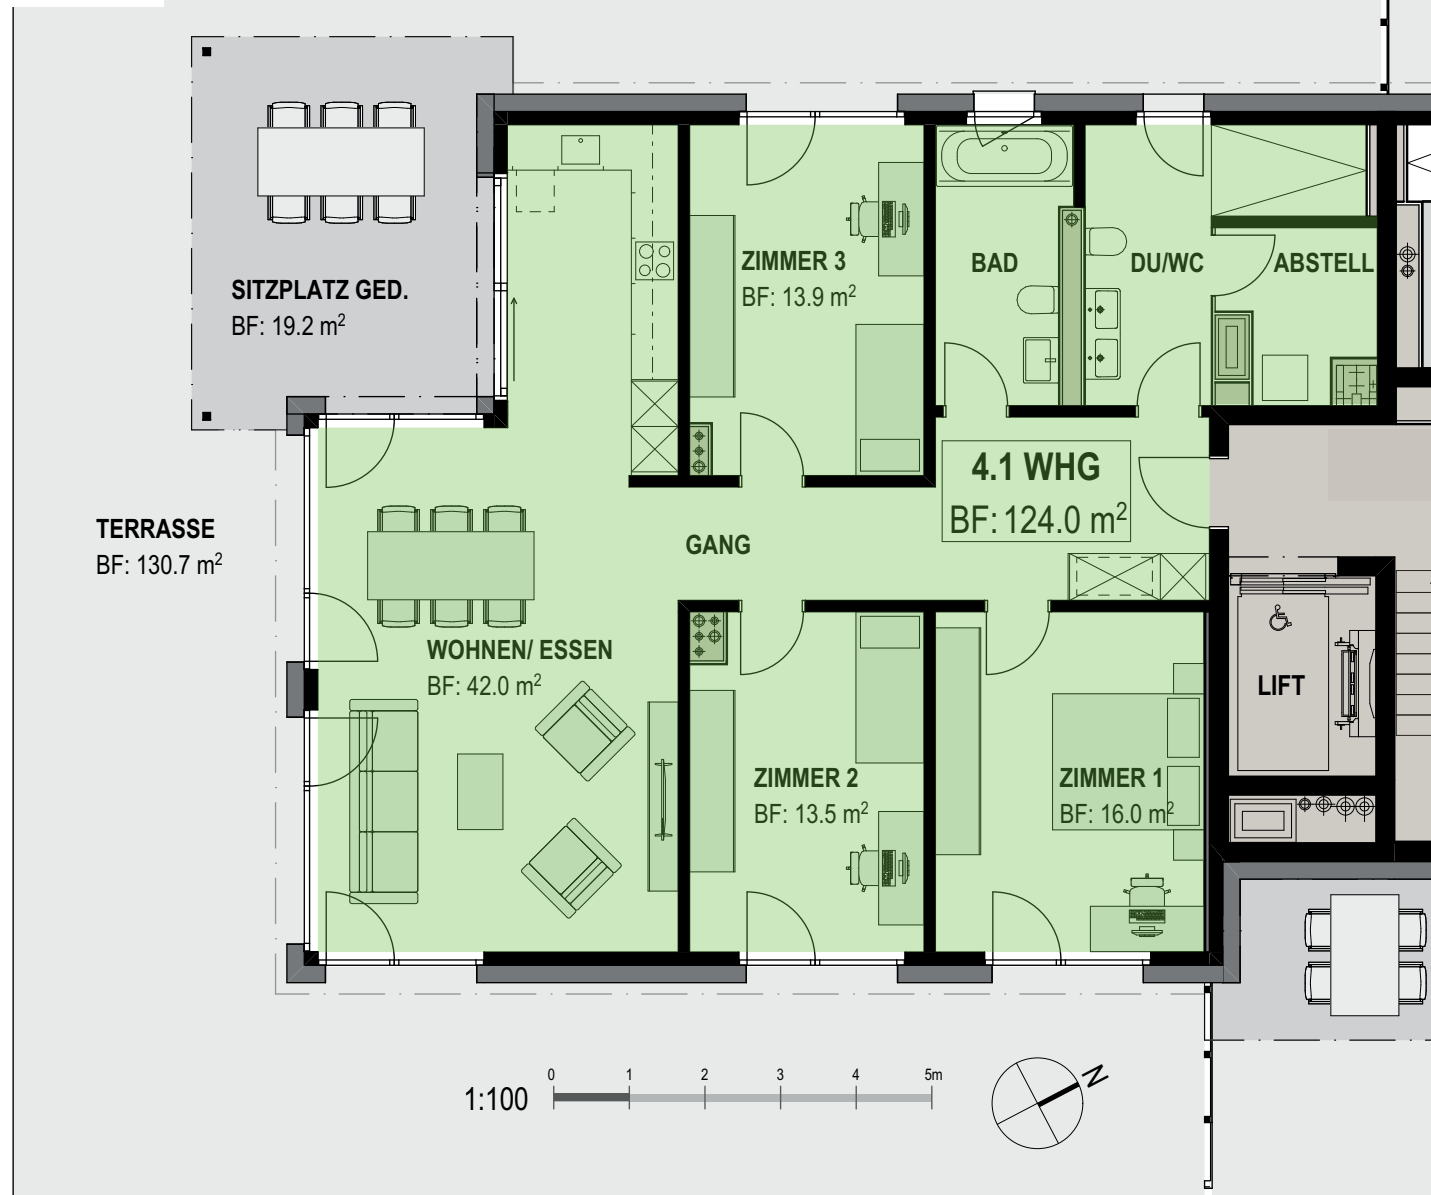 SITZPLATZ GED.
BF: 19.2 m²
ZIMMER 3
BF: 13.9 m²
BAD
DU/WC
ABSTELL
4.1 WHG
BF: 124.0 m²
TERRASSE
BF: 130.7 m²
GANG
WOHNEN/ ESSEN
BF: 42.0 m²
LIFT
ZIMMER 2
BF: 13.5 m²
ZIMMER 1
BF: 16.0 m²
1:100
0 1 2 3 4 5m
N